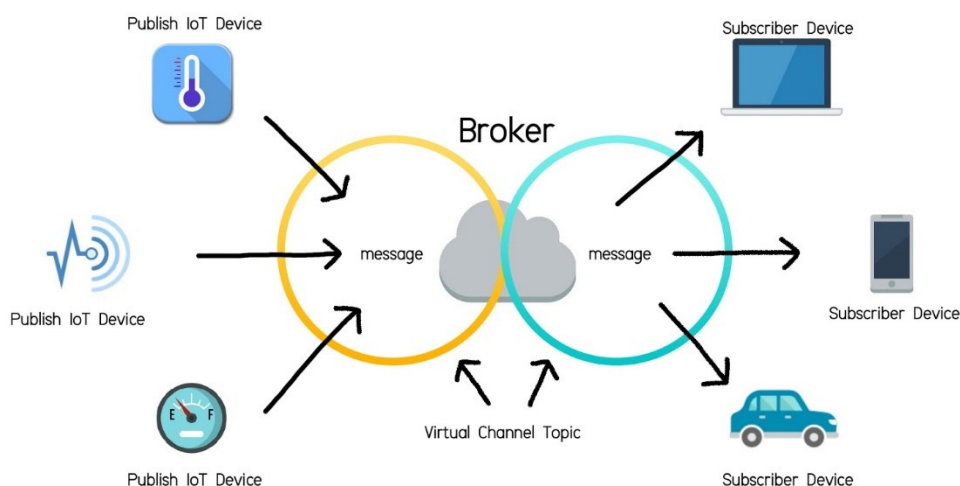 Publish IoT Device
Subscriber Device
Broker
message
message
Publish IoT Device
Subscriber Device
E F
Virtual Channel Topic
Publish IoT Device
Subscriber Device